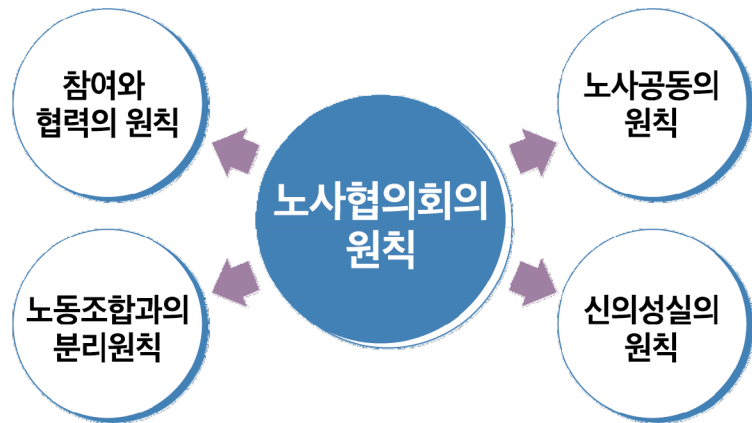 참여와
협력의 원칙
노사공동의
원칙
노사협의회의
원칙
노동조합과의
분리원칙
신의성실의
원칙